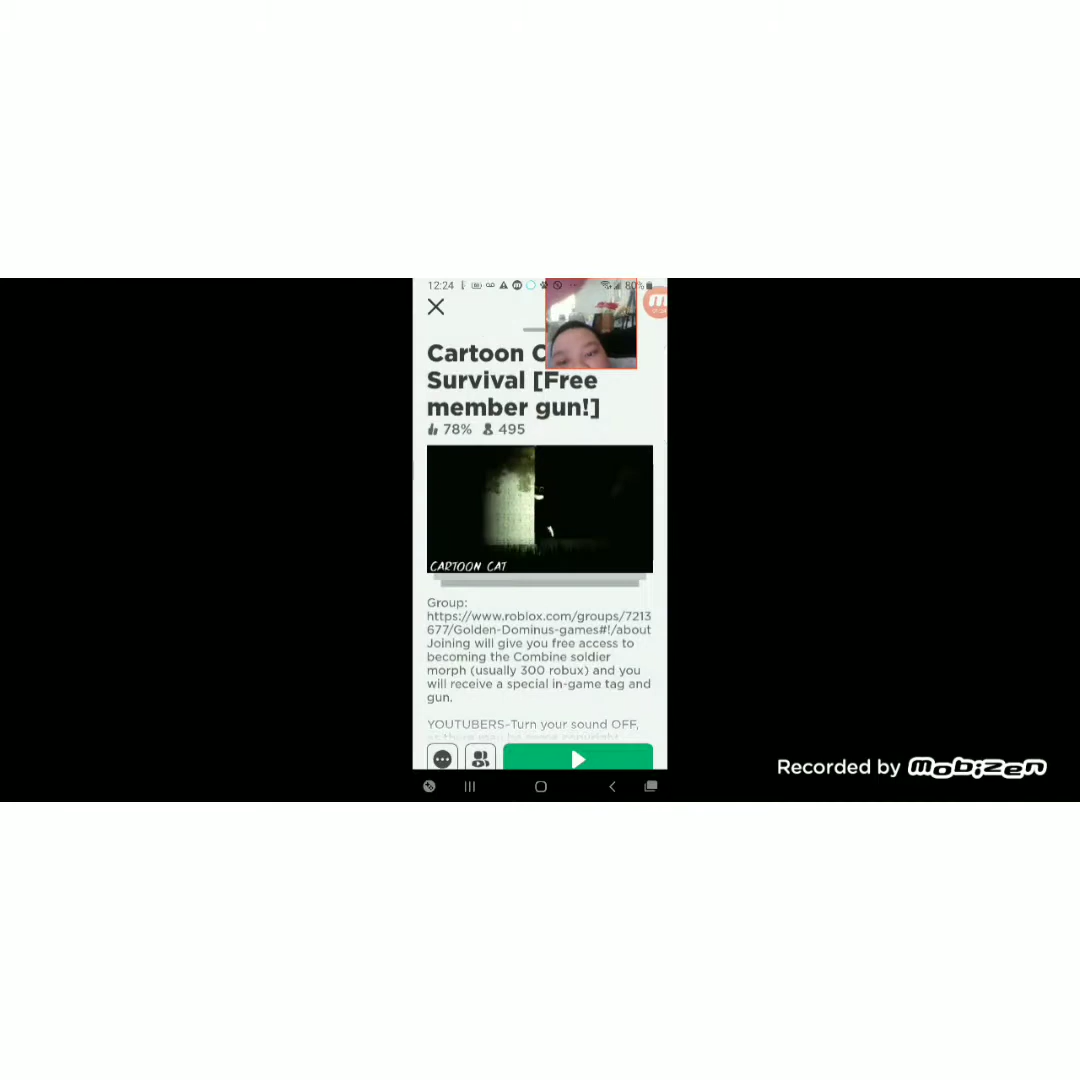 12:24
80%
Cartoon C
Survival [Free
member gun!]
78% 495
CARTOON CAT
Group:
https://www.roblox.com/groups/7213
677/Golden-Dominus-games#!/about
Joining will give you free access to
becoming the Combine soldier
morph (usually 300 robux) and you
will receive a special in-game tag and
gun.
YOUTUBERS-Turn your sound OFF,
Recorded by mobizen